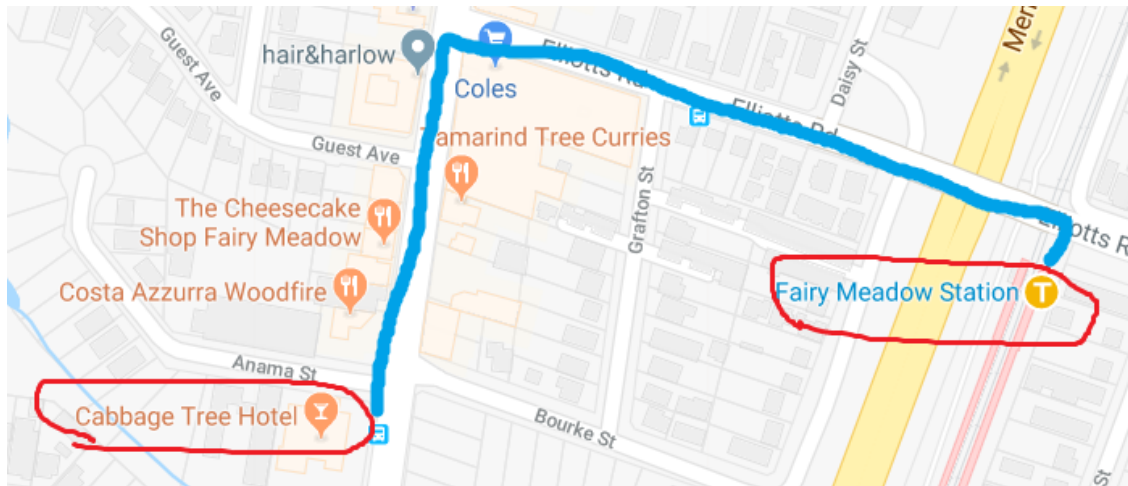 Guest Ave
hair&harlow
Coles
Elliotts Rd
Daisy St
Elliotts Rd
Guest Ave
Tamarind Tree Curries
The Cheesecake
Shop Fairy Meadow
Grafton St
Elliotts R
Costa Azzurra Woodfire
Fairy Meadow Station
T
Anama St
Cabbage Tree Hotel
Bourke St